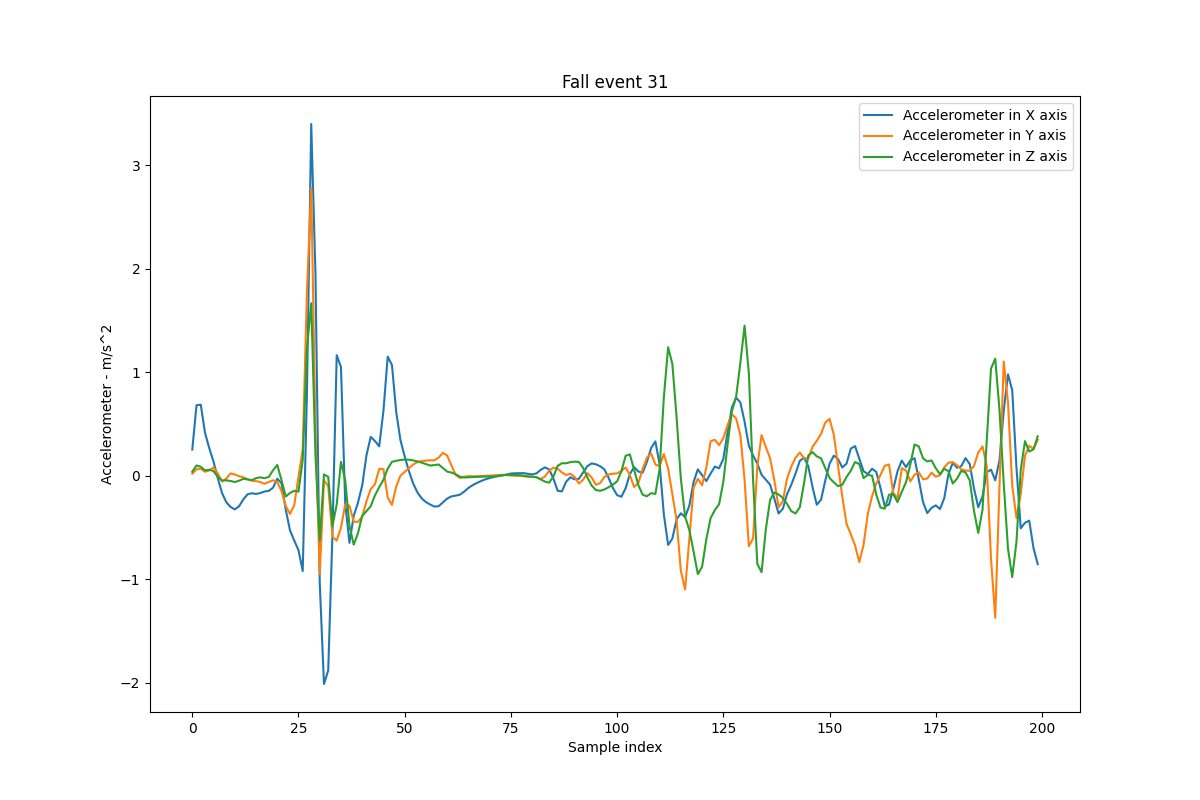 Fall event 31
Accelerometer in X axis
Accelerometer in Y axis
Accelerometer in Z axis
Accelerometer - m/s^2
3
2
1
0
−1
−2
0 25 50 75 100 125 150 175 200
Sample index